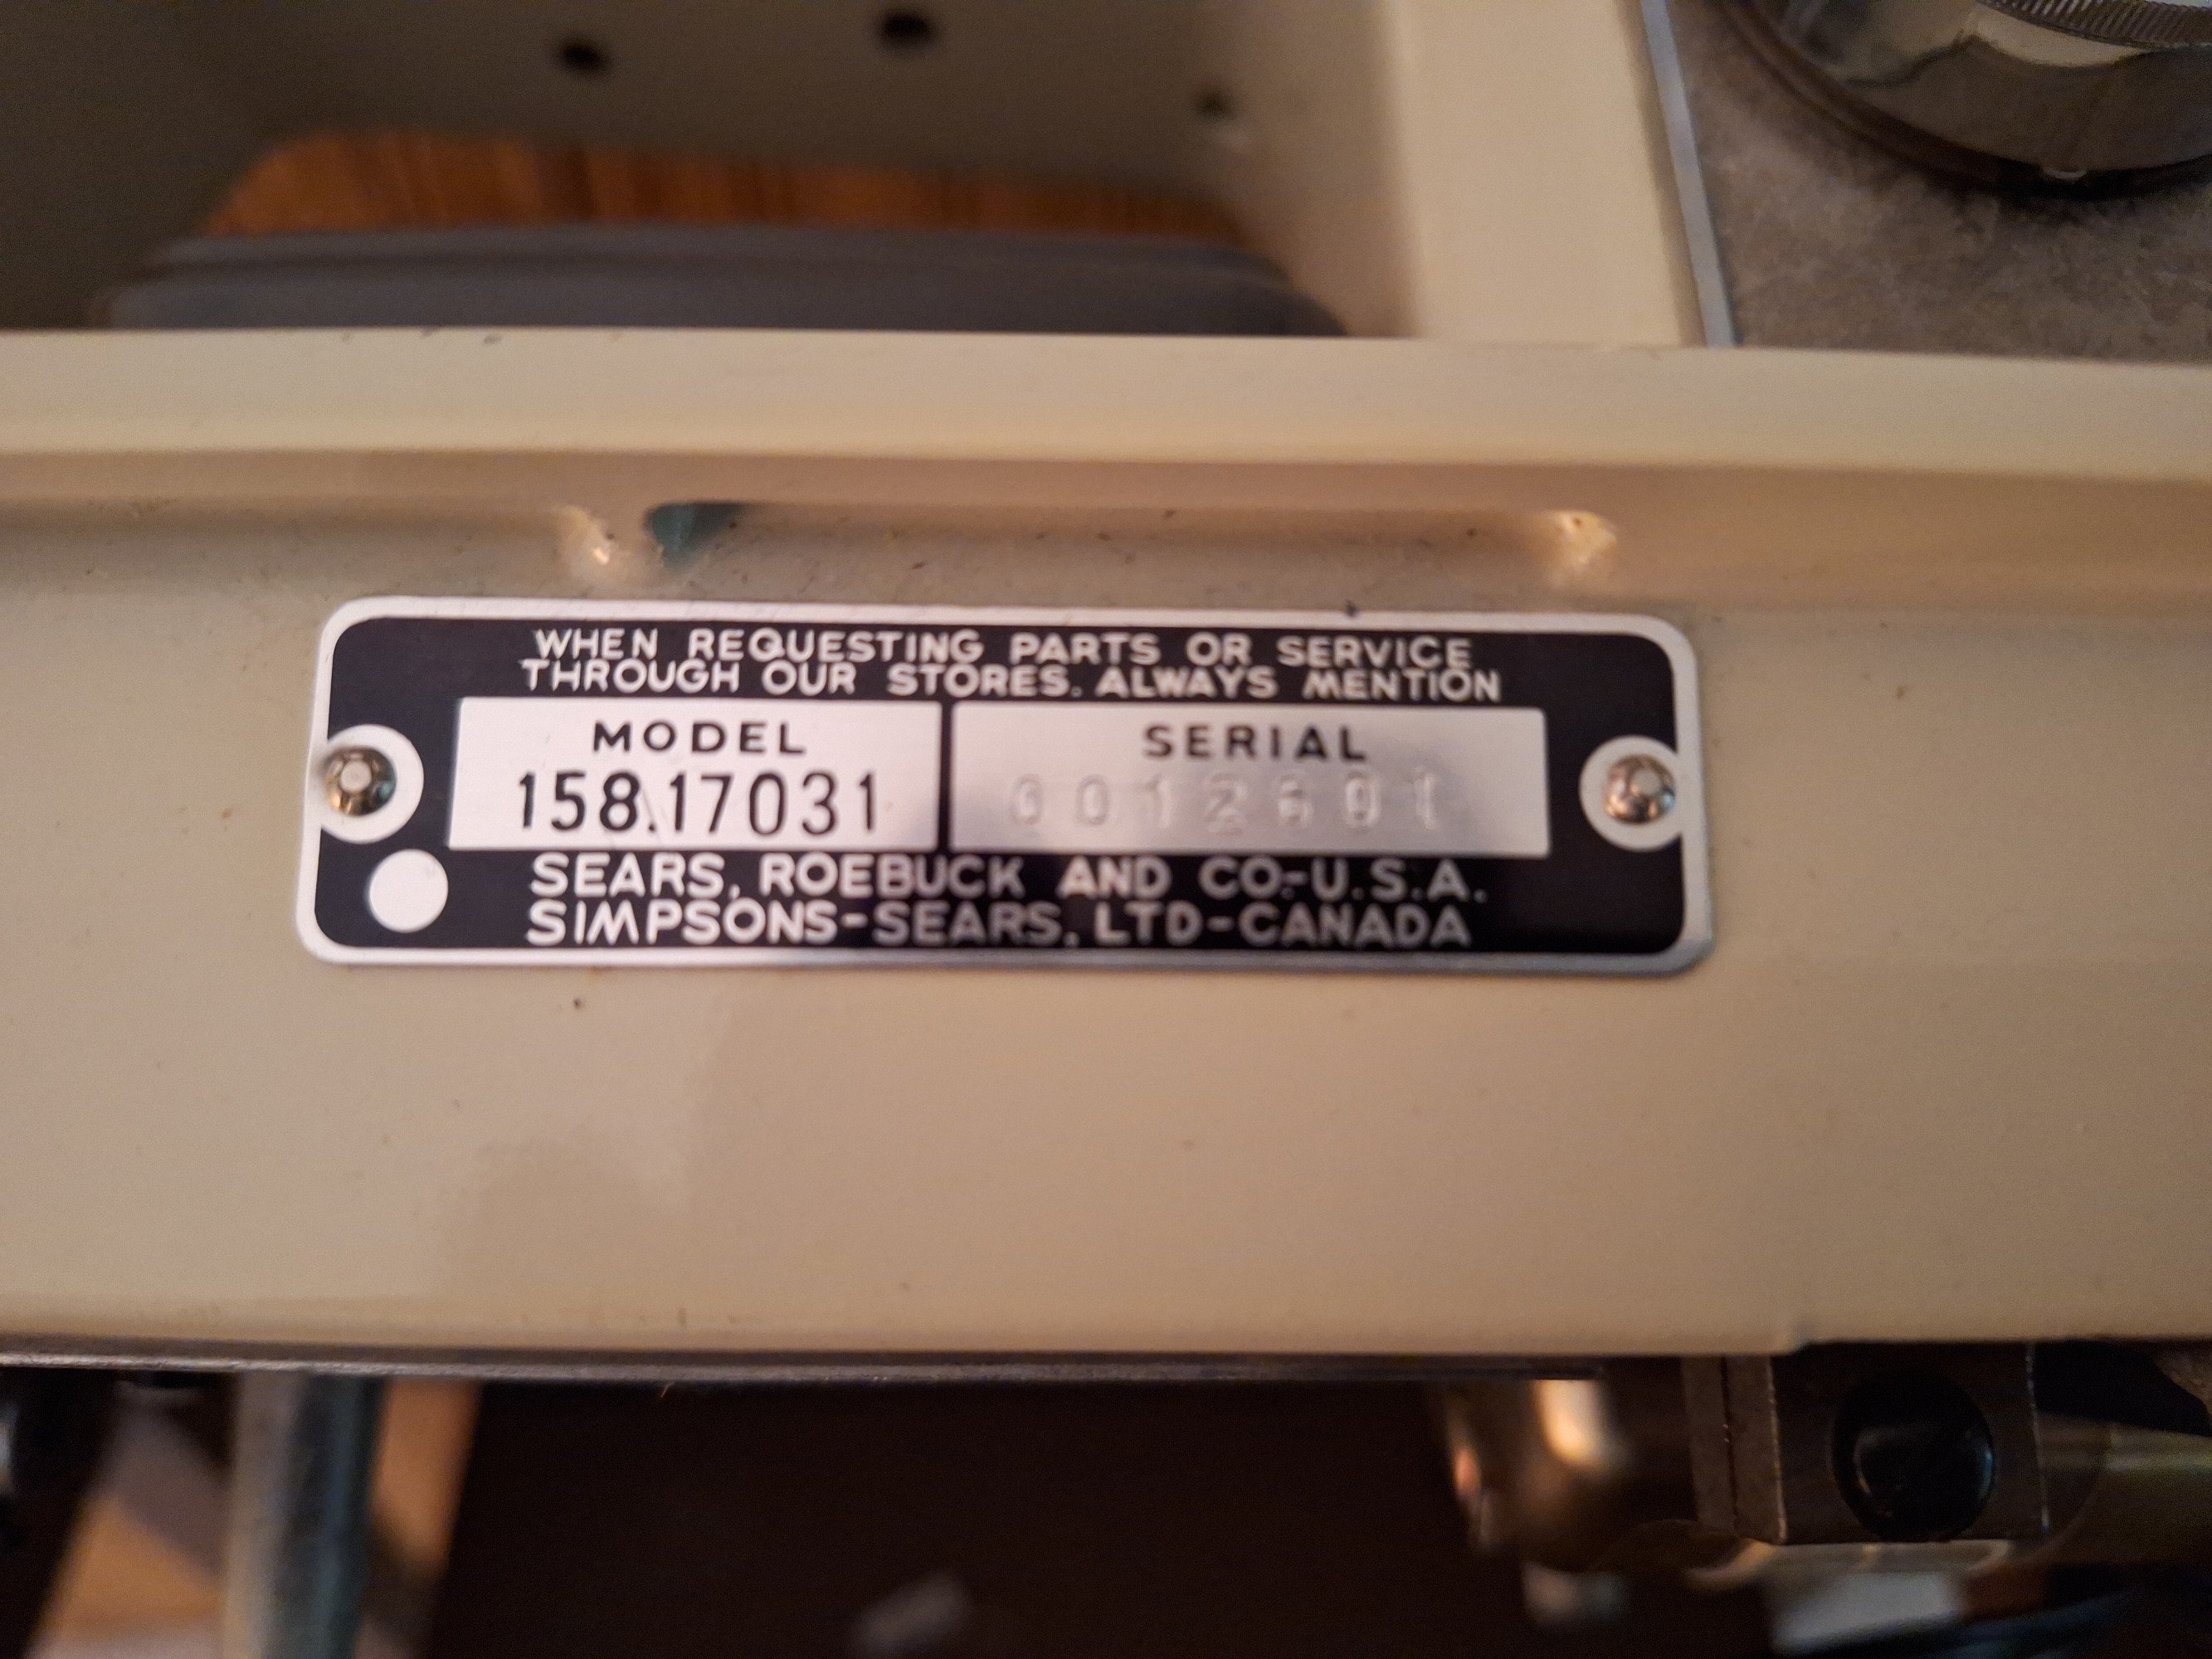 WHEN REQUESTING PARTS OR SERVICE
THROUGH OUR STORES. ALWAYS MENTION
MODEL
158.17031
SERIAL
SEARS, ROEBUCK AND CO-U.S.A.
SIMPSONS-SEARS, LTD-CANADA